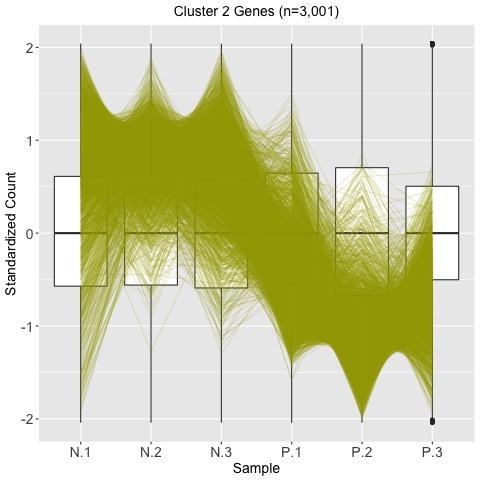 Cluster 2 Genes (n=3,001)
Standardized Count
2
1
0
-1
-2
N.1 N.2 N.3 P.1 P.2 P.3
Sample